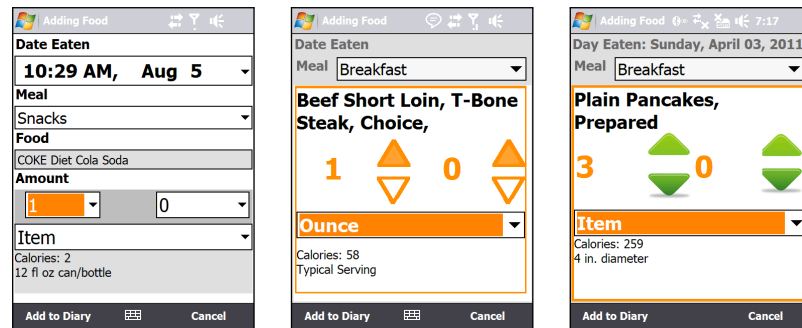 Adding Food
Date Eaten
10:29 AM, Aug 5
Meal
Snacks
Food
COKE Diet Cola Soda
Amount
1 0
Item
Calories: 2
12 fl oz can/bottle
Add to Diary Cancel
Adding Food
Date Eaten
Meal Breakfast
Beef Short Loin, T-Bone
Steak, Choice,
1 0
Ounce
Calories: 58
Typical Serving
Add to Diary Cancel
Adding Food 7:17
Day Eaten: Sunday, April 03, 2011
Meal Breakfast
Plain Pancakes,
Prepared
3 0
Item
Calories: 259
4 in. diameter
Add to Diary Cancel